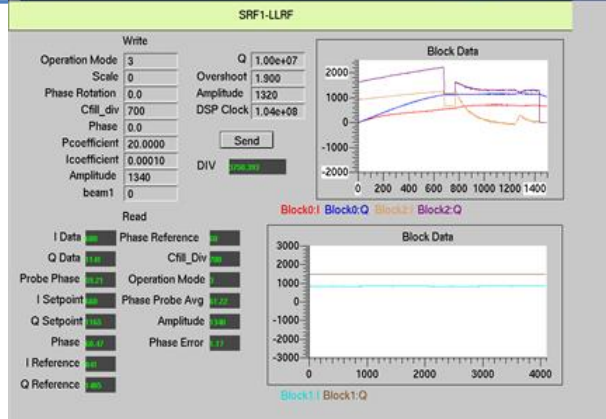 SRF1-LLRF
Write
Operation Mode 3
Scale 0
Phase Rotation 0.0
Cfill_div 700
Phase 0.0
Pcoefficient 20.0000
Icoefficient 0.00010
Amplitude 1340
beam1 0
Q 1.00e+07
Overshoot 1.900
Amplitude 1320
DSP Clock 1.04e+08
Send
DIV
Block Data
2000
1000
0
-1000
-2000
0 200 400 600 800 1000 1200 1400
Block0:I Block0:Q Block2:I Block2:Q
Read
I Data
Q Data
Probe Phase
I Setpoint
Q Setpoint
Phase
I Reference
Q Reference
Phase Reference
Cfill_Div 700
Operation Mode
Phase Probe Avg
Amplitude 1340
Phase Error
Block Data
3000
2000
1000
0
-1000
-2000
-3000
0 1000 2000 3000 4000
Block1:I Block1:Q